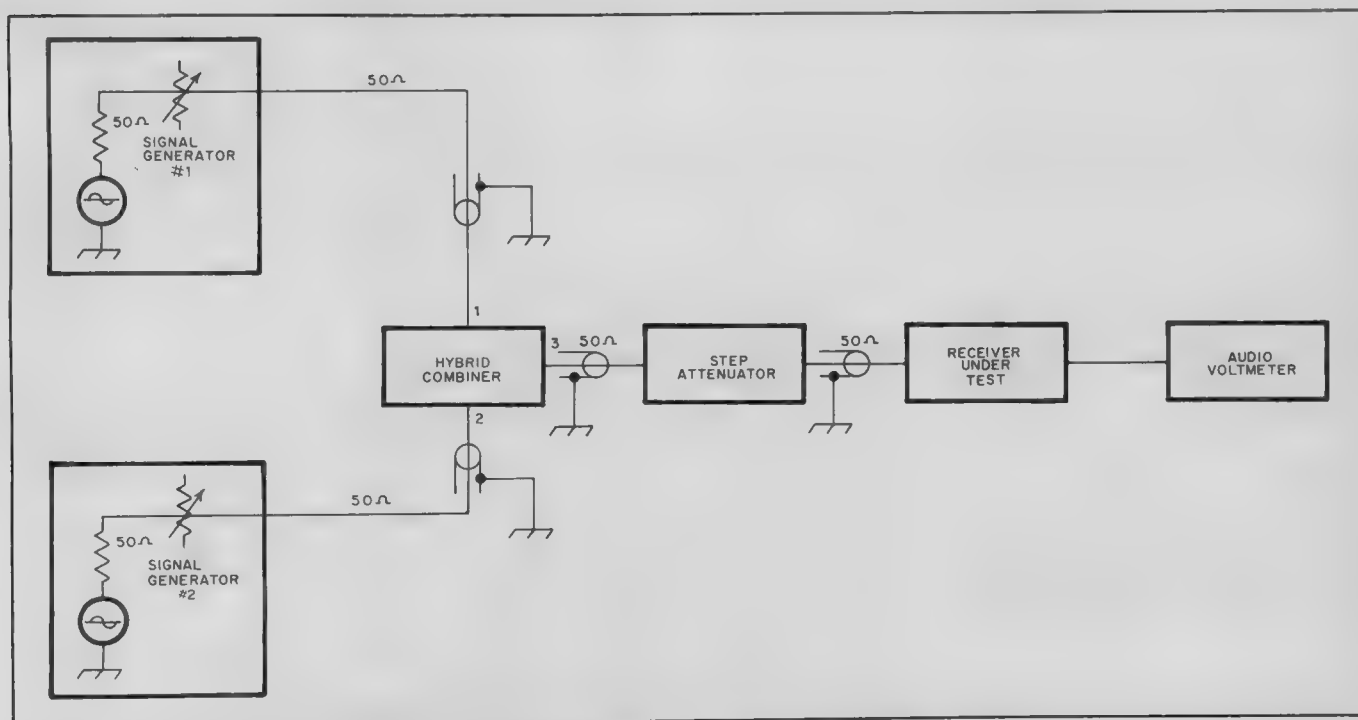 50Ω
50Ω
SIGNAL
GENERATOR
#1
1
HYBRID
COMBINER
3
50Ω
STEP
ATTENUATOR
50Ω
RECEIVER
UNDER
TEST
AUDIO
VOLTMETER
2
50Ω
50Ω
SIGNAL
GENERATOR
#2